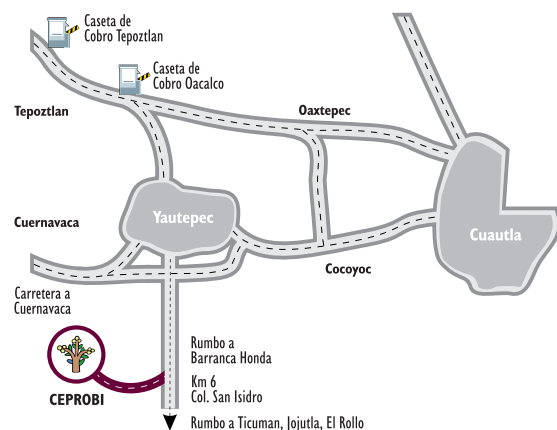 Caseta de
Cobro Tepoztlan
Caseta de
Cobro Oacalco
Tepoztlan
Oaxtepec
Yautepec
Cuernavaca
Cuautla
Cocoyoc
Carretera a
Cuernavaca
Rumbo a
Barranca Honda
Km 6
Col. San Isidro
CEPROBI
Rumbo a Ticuman, Jojutla, El Rollo